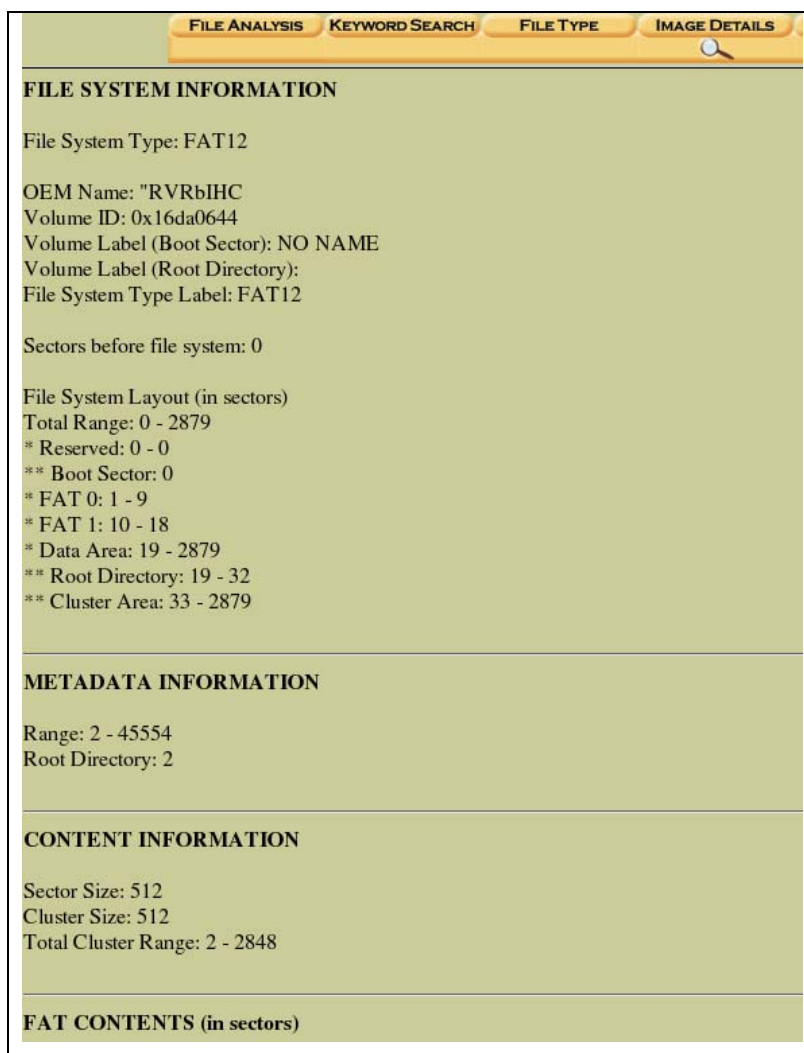 FILE ANALYSIS KEYWORD SEARCH FILE TYPE IMAGE DETAILS
FILE SYSTEM INFORMATION
File System Type: FAT12
OEM Name: "RVRbIHC
Volume ID: 0x16da0644
Volume Label (Boot Sector): NO NAME
Volume Label (Root Directory):
File System Type Label: FAT12
Sectors before file system: 0
File System Layout (in sectors)
Total Range: 0 - 2879
* Reserved: 0 - 0
** Boot Sector: 0
* FAT 0: 1 - 9
* FAT 1: 10 - 18
* Data Area: 19 - 2879
** Root Directory: 19 - 32
** Cluster Area: 33 - 2879
METADATA INFORMATION
Range: 2 - 45554
Root Directory: 2
CONTENT INFORMATION
Sector Size: 512
Cluster Size: 512
Total Cluster Range: 2 - 2848
FAT CONTENTS (in sectors)